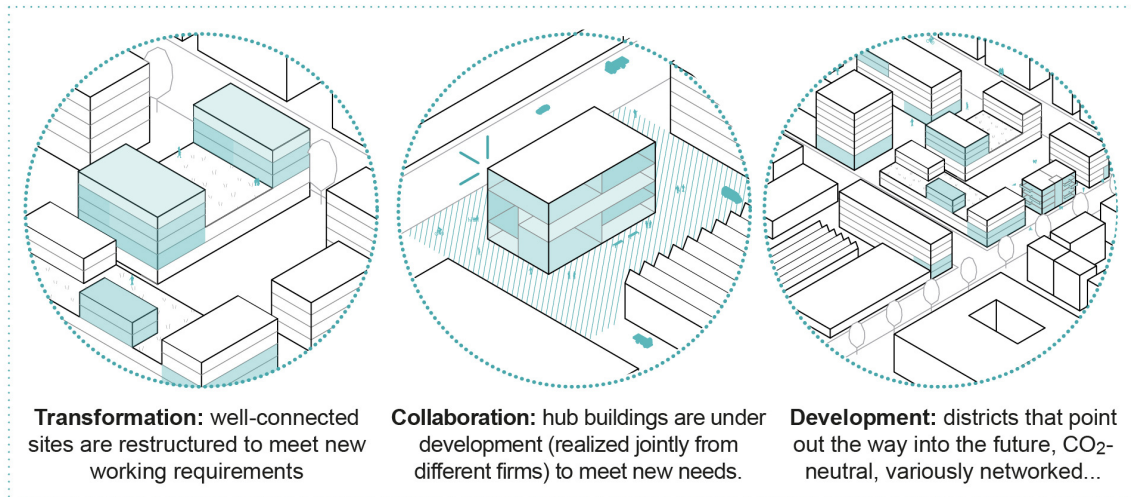 Transformation: well-connected
sites are restructured to meet new
working requirements
Collaboration: hub buildings are under
development (realized jointly from
different firms) to meet new needs.
Development: districts that point
out the way into the future, CO₂-
neutral, variously networked...